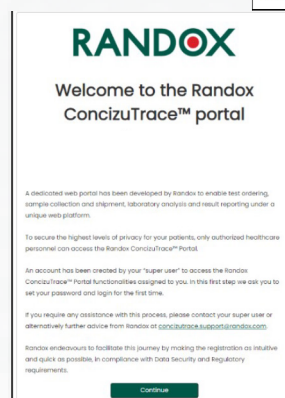 RANDOX
Welcome to the Randox
ConcizuTrace™ portal
A dedicated web portal has been developed by Randox to enable test ordering,
sample collection and shipment, laboratory analysis and result reporting under a
unique web platform.
To secure the highest levels of privacy for your patients, only authorized healthcare
personnel can access the Randox ConcizuTrace™ Portal.
An account has been created by your "super user" to access the Randox
ConcizuTrace™ Portal functionalities assigned to you. In this first step we ask you to
set your password and login for the first time.
If you require any assistance with this process, please contact your super user or
alternatively further advice from Randox at concizutrace.support@randox.com.
Randox endeavours to facilitate this journey by making the registration as intuitive
and quick as possible, in compliance with Data Security and Regulatory
requirements.
Continue